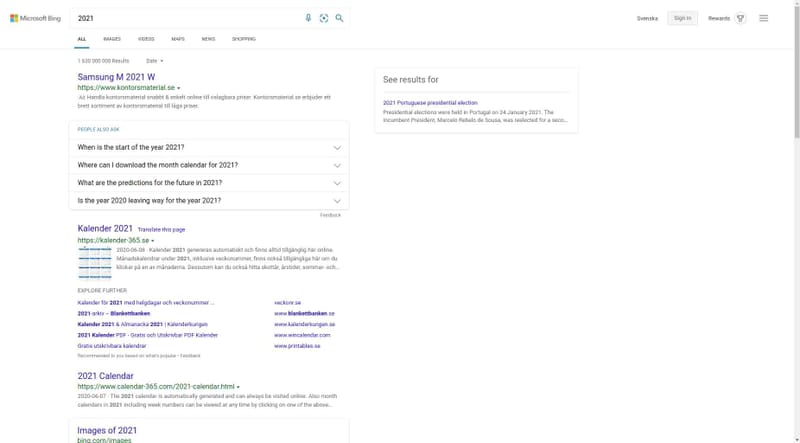 Microsoft Bing
2021
Svenska
Sign in
Rewards
ALL
IMAGES
VIDEOS
MAPS
NEWS
SHOPPING
1 630 000 000 Results
Date
Samsung M 2021 W
https://www.kontorsmaterial.se
Ad Handla kontorsmaterial snabbt & enkelt online till oslagbara priser. Kontorsmaterial.se erbjuder ett
brett sortiment av kontorsmaterial till låga priser.
PEOPLE ALSO ASK
When is the start of the year 2021?
Where can I download the month calendar for 2021?
What are the predictions for the future in 2021?
Is the year 2020 leaving way for the year 2021?
Feedback
Kalender 2021 Translate this page
https://kalender-365.se
2020-06-08 · Kalender 2021 genereras automatiskt och finns alltid tillgänglig här online.
Månadskalendrar under 2021, inklusive veckonummer, finns också tillgängliga här om du
klickar på en av månaderna. Dessutom kan du också hitta skottår, årstider, sommar- och...
EXPLORE FURTHER
Kalender för 2021 med helgdagar och veckonummer ...
veckonr.se
2021-arkiv – Blankettbanken
www.blankettbanken.se
Kalender 2021 & Almanacka 2021 | Kalenderkungen
www.kalenderkungen.se
2021 Kalender PDF - Gratis och Utskrivbar PDF Kalender
www.wincalendar.com
Gratis utskrivbara kalendrar
www.printables.se
Recommended to you based on what's popular • Feedback
2021 Calendar
https://www.calendar-365.com/2021-calendar.html
2020-06-07 · The 2021 calendar is automatically generated and can always be visited online. Also month
calendars in 2021 including week numbers can be viewed at any time by clicking on one of the above...
Images of 2021
bing.com/images
See results for
2021 Portuguese presidential election
Presidential elections were held in Portugal on 24 January 2021. The
incumbent President, Marcelo Rebelo de Sousa, was reelected for a seco...